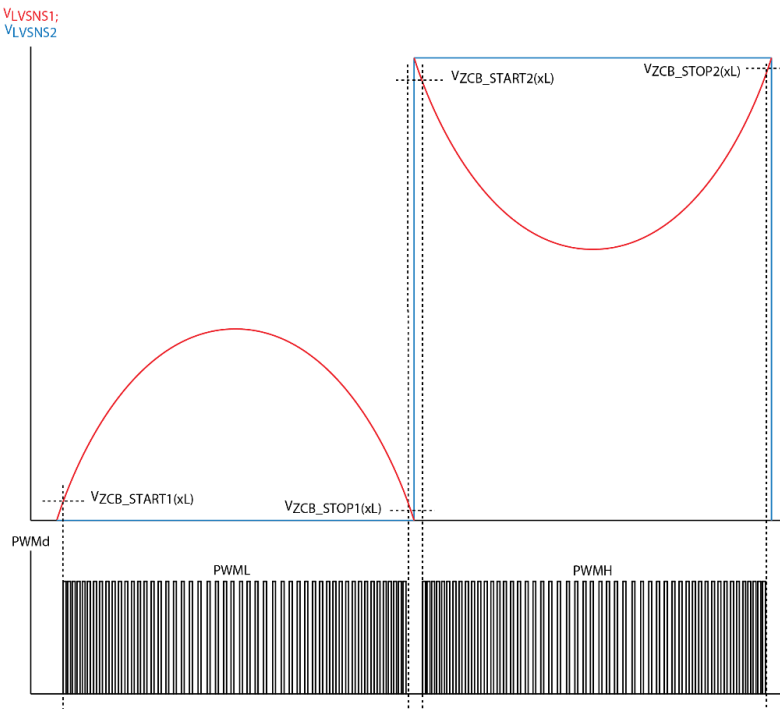 VLVSNS1;
VLVSNS2
VZCB_START2(xL)
VZCB_STOP2(xL)
VZCB_START1(xL)
VZCB_STOP1(xL)
PWMd
PWML
PWMH